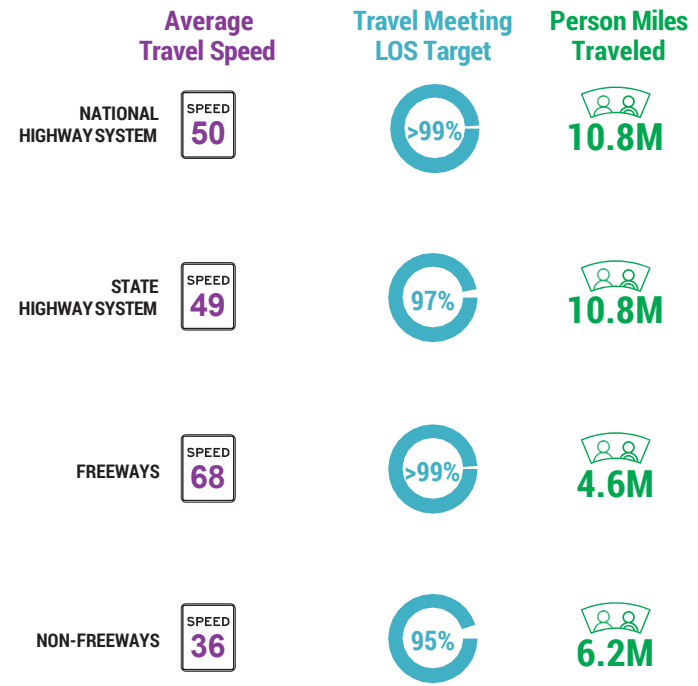 Average
Travel Speed
Travel Meeting
LOS Target
Person Miles
Traveled
NATIONAL
HIGHWAY SYSTEM
SPEED
50
>99%
10.8M
STATE
HIGHWAY SYSTEM
SPEED
49
97%
10.8M
FREEWAYS
SPEED
68
>99%
4.6M
NON-FREEWAYS
SPEED
36
95%
6.2M